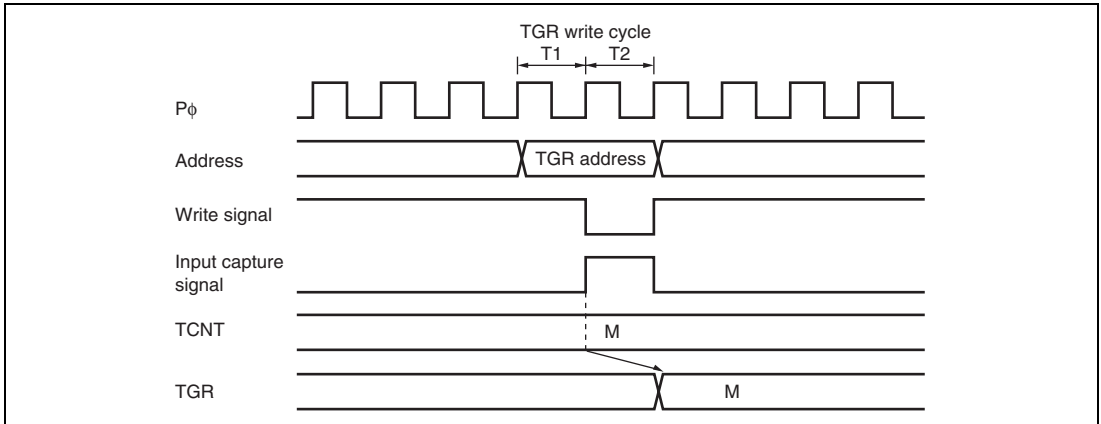 TGR write cycle
T1 T2
Pϕ
Address TGR address
Write signal
Input capture
signal
TCNT M
TGR M